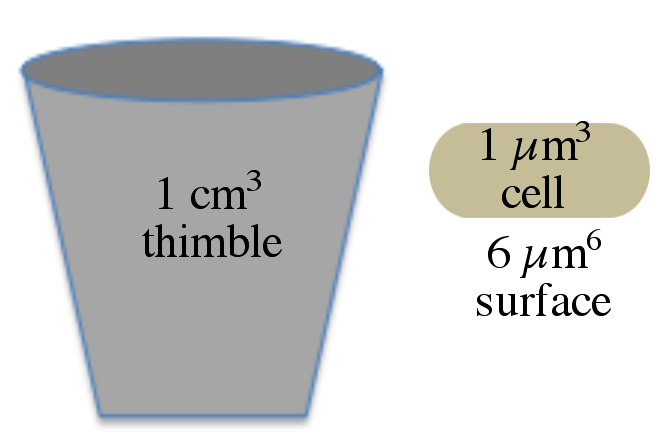 1 cm³
thimble
1 μm³
cell
6 μm⁶
surface